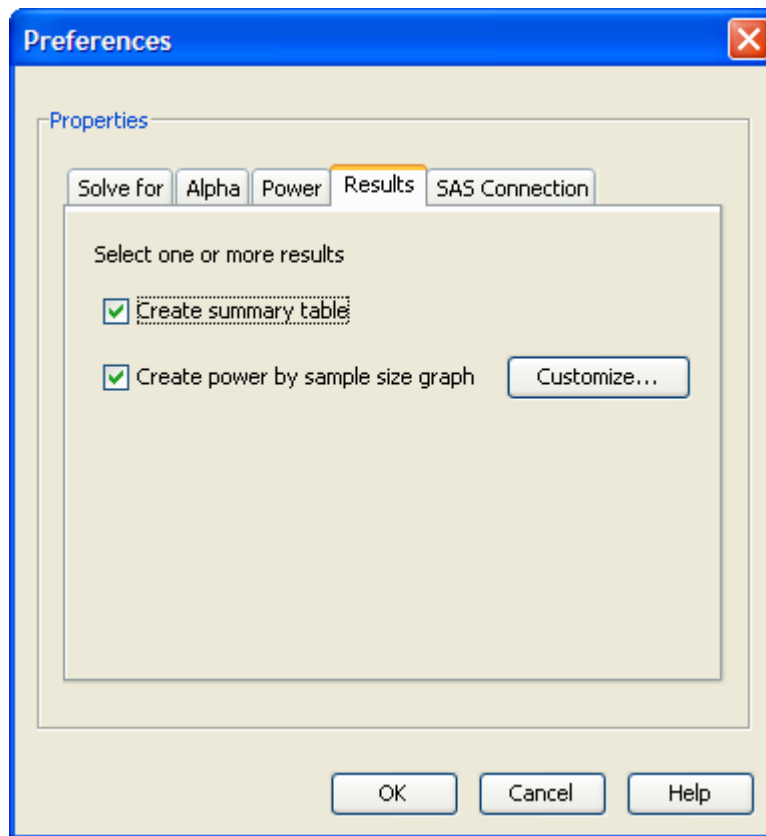 Preferences
Properties
Solve for Alpha Power Results SAS Connection
Select one or more results
Create summary table
Create power by sample size graph Customize...
OK Cancel Help